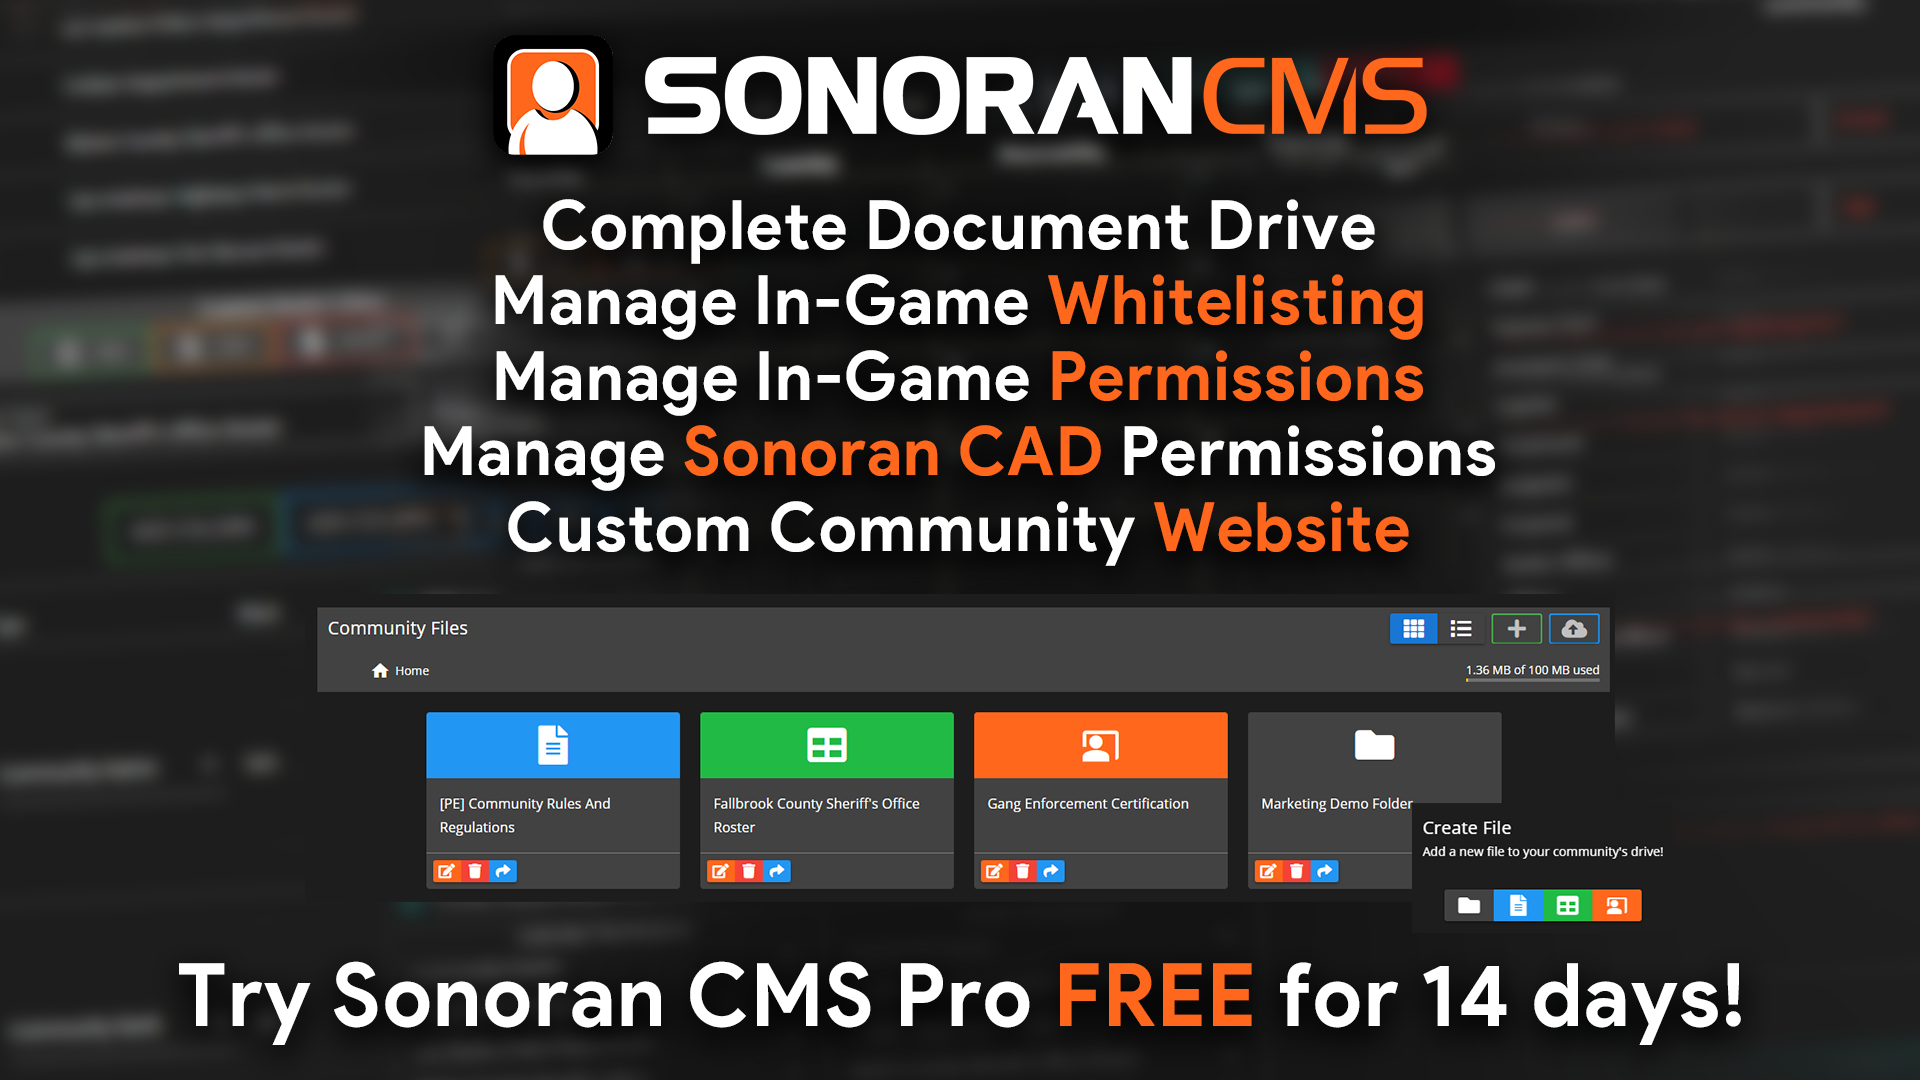 SONORANCMS
Complete Document Drive
Manage In-Game Whitelisting
Manage In-Game Permissions
Manage Sonoran CAD Permissions
Custom Community Website
Community Files
Home
1.36 MB of 100 MB used
[PE] Community Rules And
Regulations
Fallbrook County Sheriff's Office
Roster
Gang Enforcement Certification
Marketing Demo Folder
Create File
Add a new file to your community's drive!
Try Sonoran CMS Pro FREE for 14 days!